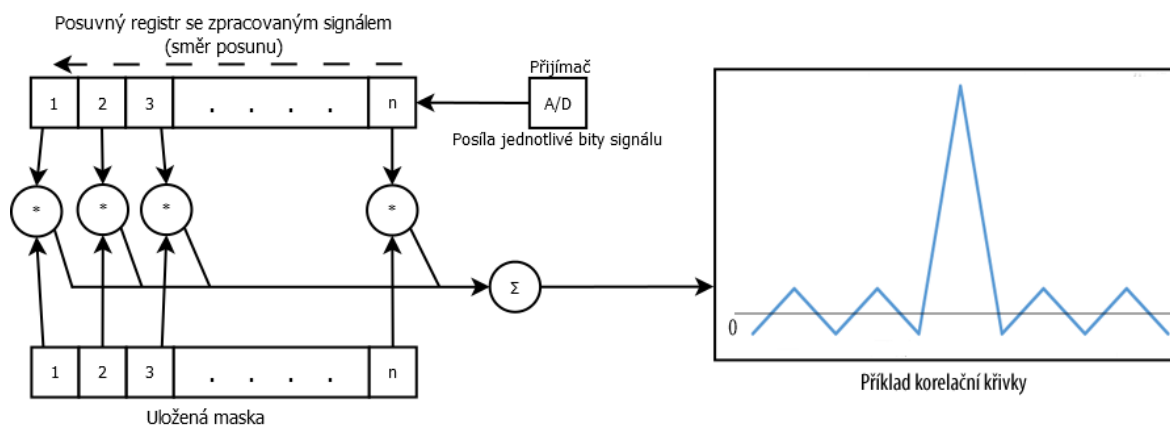 Posuvný registr se zpracovaným signálem
(směr posunu)
Přijímač
1 2 3 . . . . n
A/D
Posíla jednotlivé bity signálu
* * * *
Σ
0
1 2 3 . . . . n
Uložená maska
Příklad korelační křivky